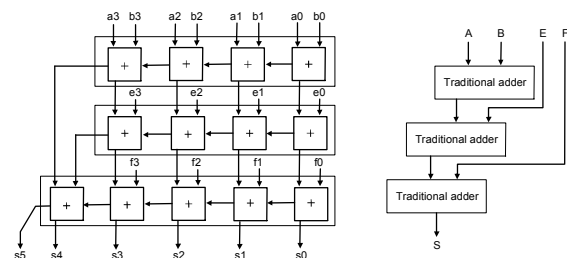 a3 b3 a2 b2 a1 b1 a0 b0
+ + + +
e3 e2 e1 e0
+ + + +
f3 f2 f1 f0
+ + + + +
s5 s4 s3 s2 s1 s0
A B E F
Traditional adder
Traditional adder
Traditional adder
S